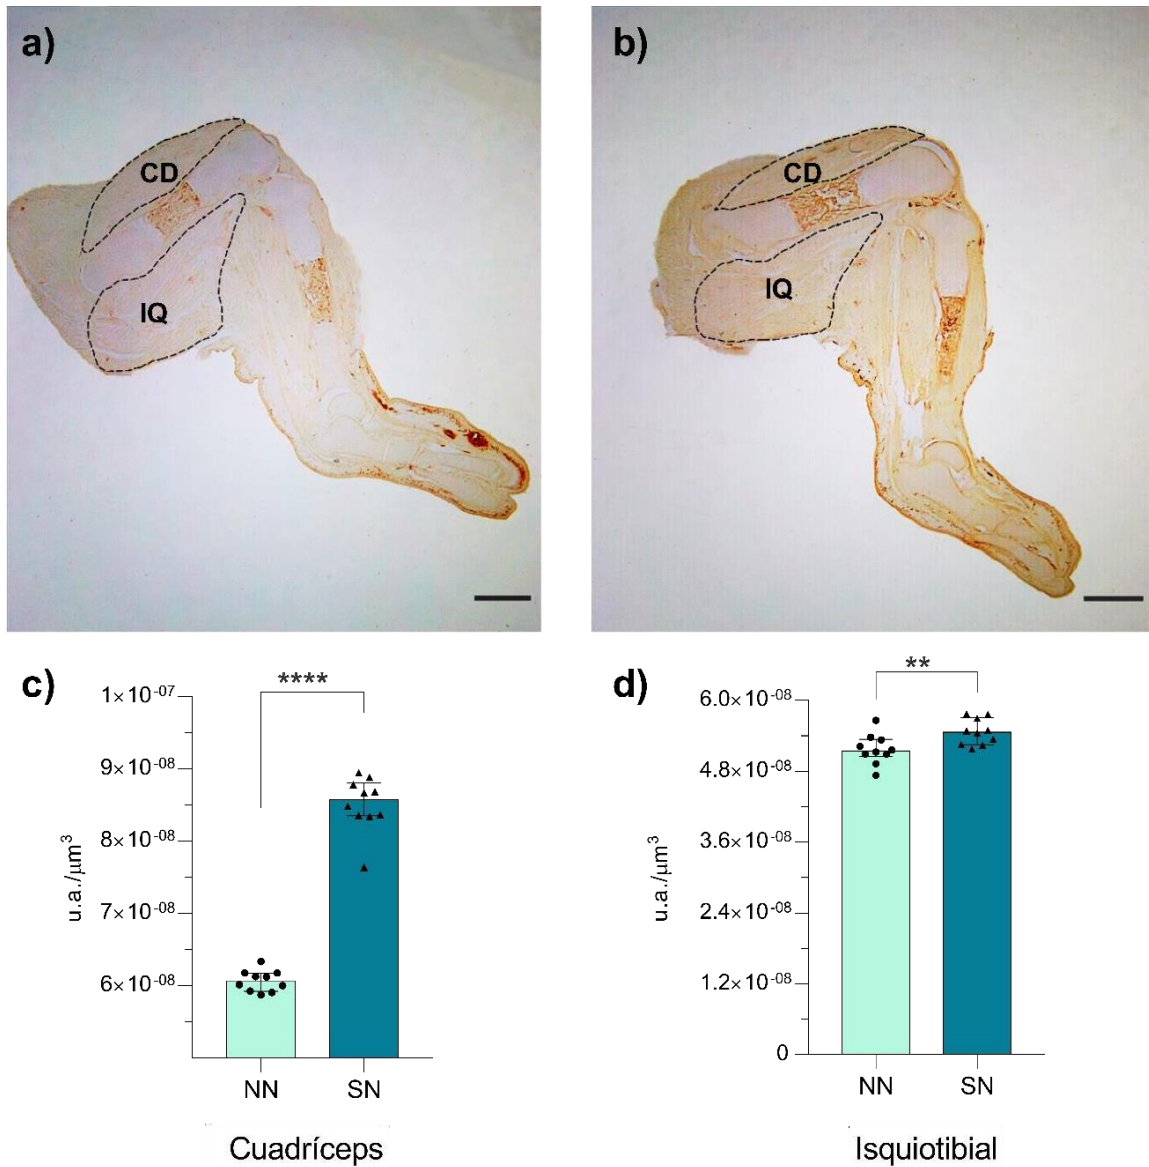 a)
CD
IQ
b)
CD
IQ
c)
****
1×10⁻⁰⁷
9×10⁻⁰⁸
8×10⁻⁰⁸
7×10⁻⁰⁸
6×10⁻⁰⁸
u.a./μm³
NN SN
Cuadríceps
d)
**
6.0×10⁻⁰⁸
4.8×10⁻⁰⁸
3.6×10⁻⁰⁸
2.4×10⁻⁰⁸
1.2×10⁻⁰⁸
0
u.a./μm³
NN SN
Isquiotibial